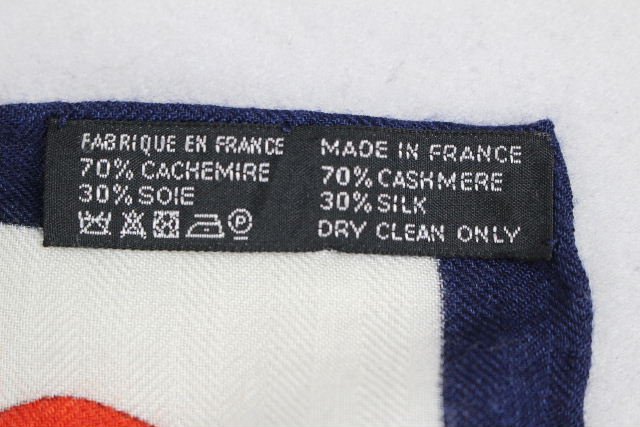 FABRIQUE EN FRANCE
70% CACHEMIRE
30% SOIE
P
MADE IN FRANCE
70% CASHMERE
30% SILK
DRY CLEAN ONLY